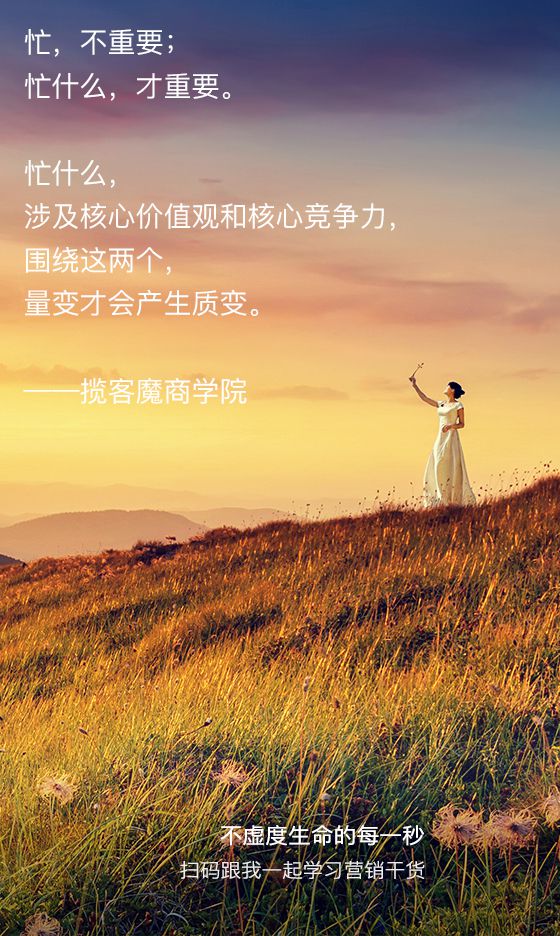 忙，不重要；
忙什么，才重要。
忙什么，
涉及核心价值观和核心竞争力，
围绕这两个，
量变才会产生质变。
——揽客魔商学院
不虚度生命的每一秒
扫码跟我一起学习营销干货